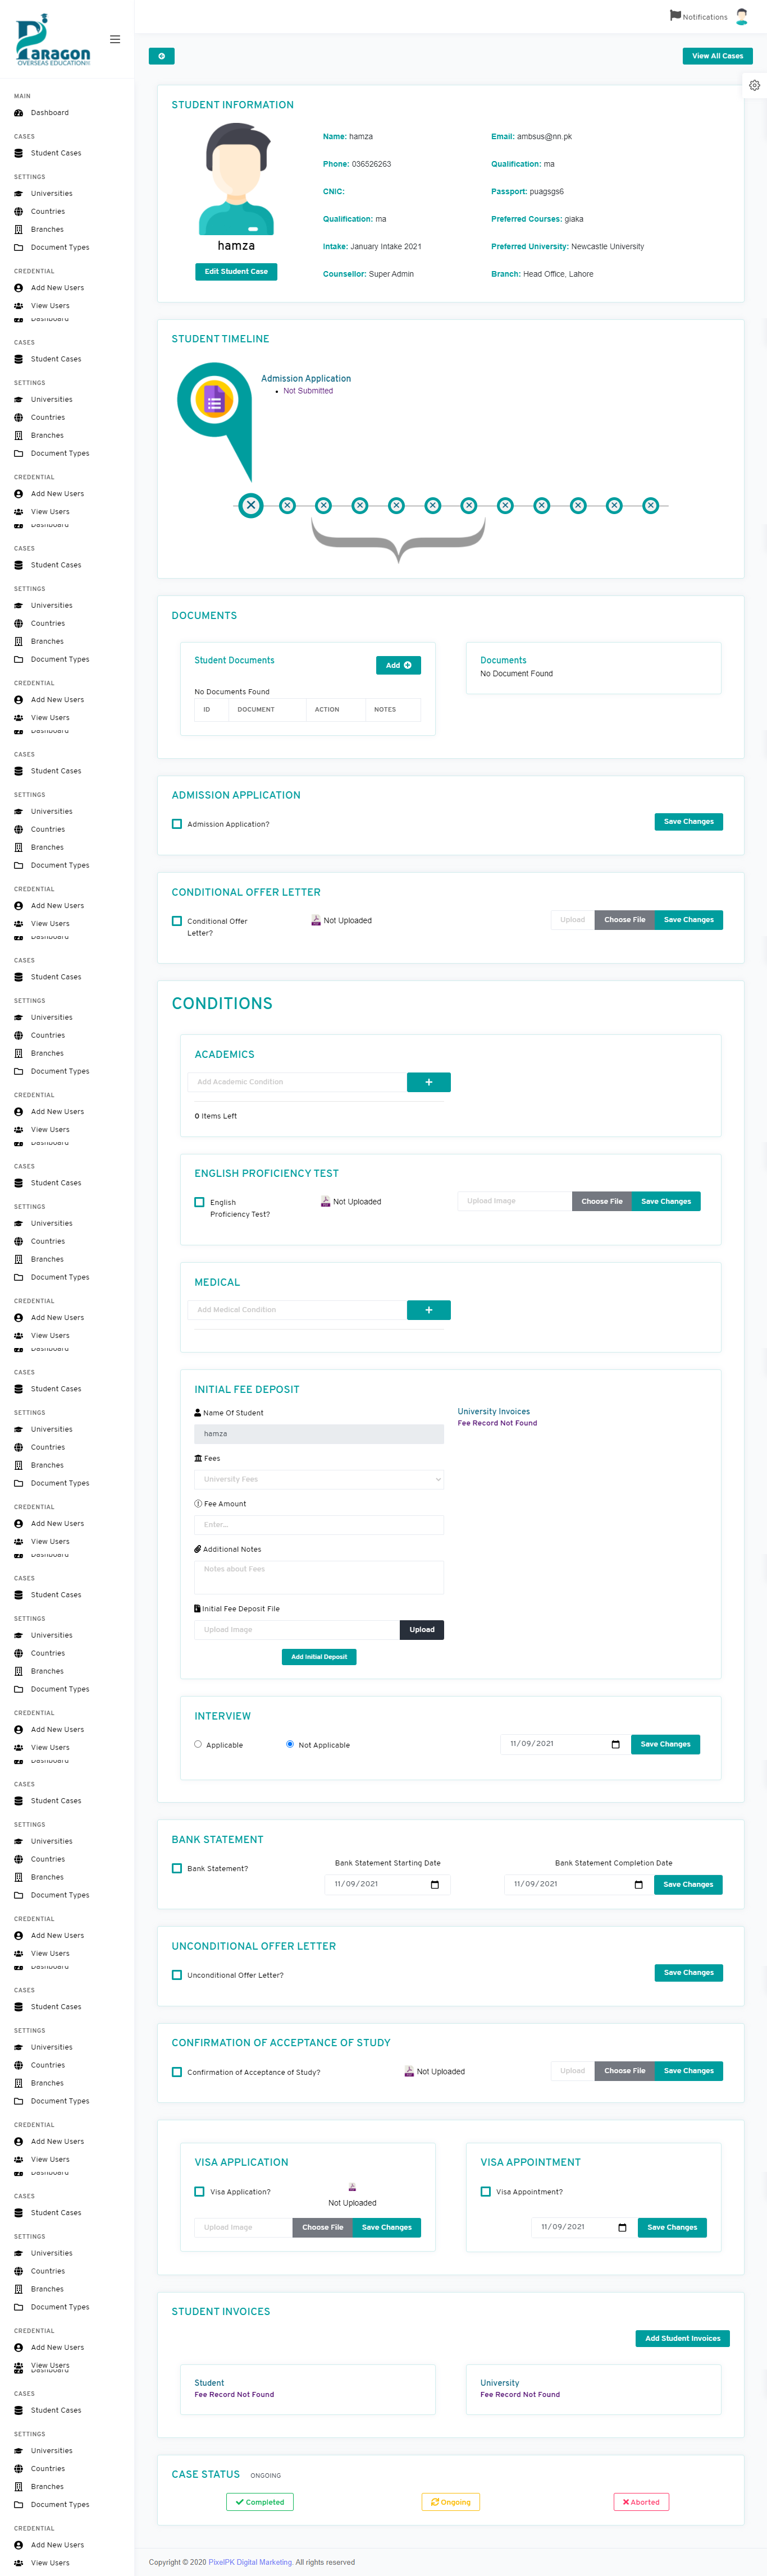 Paragon
OVERSEAS EDUCATION
Notifications
View All Cases
MAIN
Dashboard
CASES
Student Cases
SETTINGS
Universities
Countries
Branches
Document Types
CREDENTIAL
Add New Users
View Users
Dashboard
CASES
Student Cases
SETTINGS
Universities
Countries
Branches
Document Types
CREDENTIAL
Add New Users
View Users
Dashboard
CASES
Student Cases
SETTINGS
Universities
Countries
Branches
Document Types
CREDENTIAL
Add New Users
View Users
Dashboard
CASES
Student Cases
SETTINGS
Universities
Countries
Branches
Document Types
CREDENTIAL
Add New Users
View Users
Dashboard
CASES
Student Cases
SETTINGS
Universities
Countries
Branches
Document Types
CREDENTIAL
Add New Users
View Users
Dashboard
CASES
Student Cases
SETTINGS
Universities
Countries
Branches
Document Types
CREDENTIAL
Add New Users
View Users
Dashboard
CASES
Student Cases
SETTINGS
Universities
Countries
Branches
Document Types
CREDENTIAL
Add New Users
View Users
Dashboard
CASES
Student Cases
SETTINGS
Universities
Countries
Branches
Document Types
CREDENTIAL
Add New Users
View Users
Dashboard
CASES
Student Cases
SETTINGS
Universities
Countries
Branches
Document Types
CREDENTIAL
Add New Users
View Users
Dashboard
CASES
Student Cases
SETTINGS
Universities
Countries
Branches
Document Types
CREDENTIAL
Add New Users
View Users
Dashboard
CASES
Student Cases
SETTINGS
Universities
Countries
Branches
Document Types
CREDENTIAL
Add New Users
View Users
Dashboard
CASES
Student Cases
SETTINGS
Universities
Countries
Branches
Document Types
CREDENTIAL
Add New Users
View Users
STUDENT INFORMATION
hamza
Edit Student Case
Name: hamza
Email: ambsus@nn.pk
Phone: 036526263
Qualification: ma
CNIC:
Passport: puagsgs6
Qualification: ma
Preferred Courses: giaka
Intake: January Intake 2021
Preferred University: Newcastle University
Counsellor: Super Admin
Branch: Head Office, Lahore
STUDENT TIMELINE
Admission Application
Not Submitted
DOCUMENTS
Student Documents
Add
No Documents Found
ID DOCUMENT ACTION NOTES
Documents
No Document Found
ADMISSION APPLICATION
Admission Application?
Save Changes
CONDITIONAL OFFER LETTER
Conditional Offer
Letter?
Not Uploaded
Upload Choose File Save Changes
CONDITIONS
ACADEMICS
Add Academic Condition
0 Items Left
ENGLISH PROFICIENCY TEST
English
Proficiency Test?
Not Uploaded
Upload Image Choose File Save Changes
MEDICAL
Add Medical Condition
INITIAL FEE DEPOSIT
Name Of Student
hamza
Fees
University Fees
Fee Amount
Enter...
Additional Notes
Notes about Fees
Initial Fee Deposit File
Upload Image Upload
Add Initial Deposit
University Invoices
Fee Record Not Found
INTERVIEW
Applicable
Not Applicable
11/09/2021
Save Changes
BANK STATEMENT
Bank Statement?
Bank Statement Starting Date
11/09/2021
Bank Statement Completion Date
11/09/2021
Save Changes
UNCONDITIONAL OFFER LETTER
Unconditional Offer Letter?
Save Changes
CONFIRMATION OF ACCEPTANCE OF STUDY
Confirmation of Acceptance of Study?
Not Uploaded
Upload Choose File Save Changes
VISA APPLICATION
Visa Application?
Not Uploaded
Upload Image Choose File Save Changes
VISA APPOINTMENT
Visa Appointment?
11/09/2021
Save Changes
STUDENT INVOICES
Add Student Invoices
Student
Fee Record Not Found
University
Fee Record Not Found
CASE STATUS ONGOING
Completed
Ongoing
Aborted
Copyright © 2020 PixelPK Digital Marketing. All rights reserved